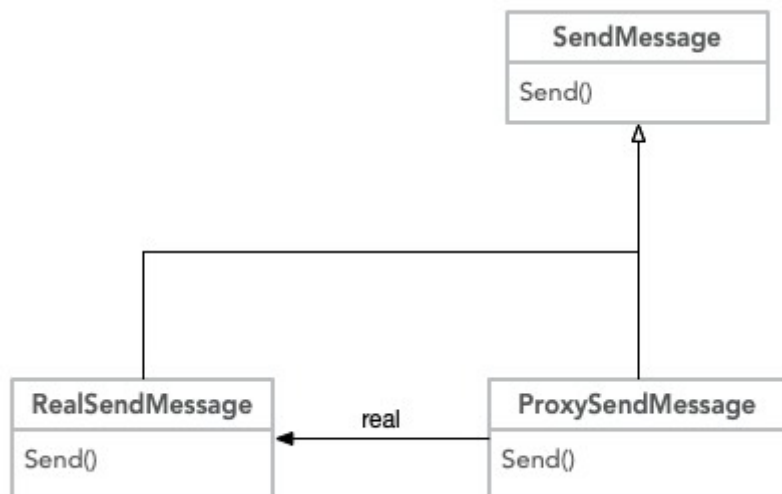 SendMessage
Send()
RealSendMessage
Send()
real
ProxySendMessage
Send()